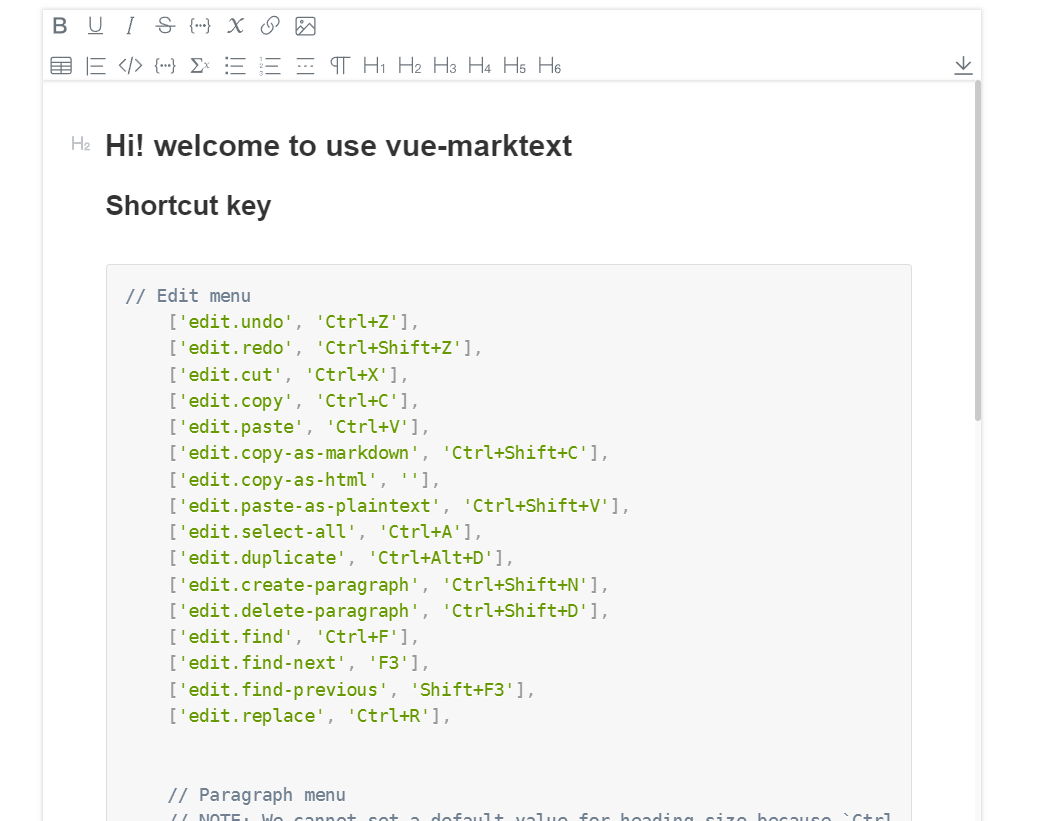 B U I S {···} X
</> {···} Σx ¶ H1 H2 H3 H4 H5 H6
H2 Hi! welcome to use vue-marktext
Shortcut key
// Edit menu
['edit.undo', 'Ctrl+Z'],
['edit.redo', 'Ctrl+Shift+Z'],
['edit.cut', 'Ctrl+X'],
['edit.copy', 'Ctrl+C'],
['edit.paste', 'Ctrl+V'],
['edit.copy-as-markdown', 'Ctrl+Shift+C'],
['edit.copy-as-html', ''],
['edit.paste-as-plaintext', 'Ctrl+Shift+V'],
['edit.select-all', 'Ctrl+A'],
['edit.duplicate', 'Ctrl+Alt+D'],
['edit.create-paragraph', 'Ctrl+Shift+N'],
['edit.delete-paragraph', 'Ctrl+Shift+D'],
['edit.find', 'Ctrl+F'],
['edit.find-next', 'F3'],
['edit.find-previous', 'Shift+F3'],
['edit.replace', 'Ctrl+R'],
// Paragraph menu
// NOTE: We cannot set a default value for heading size because `Ctrl